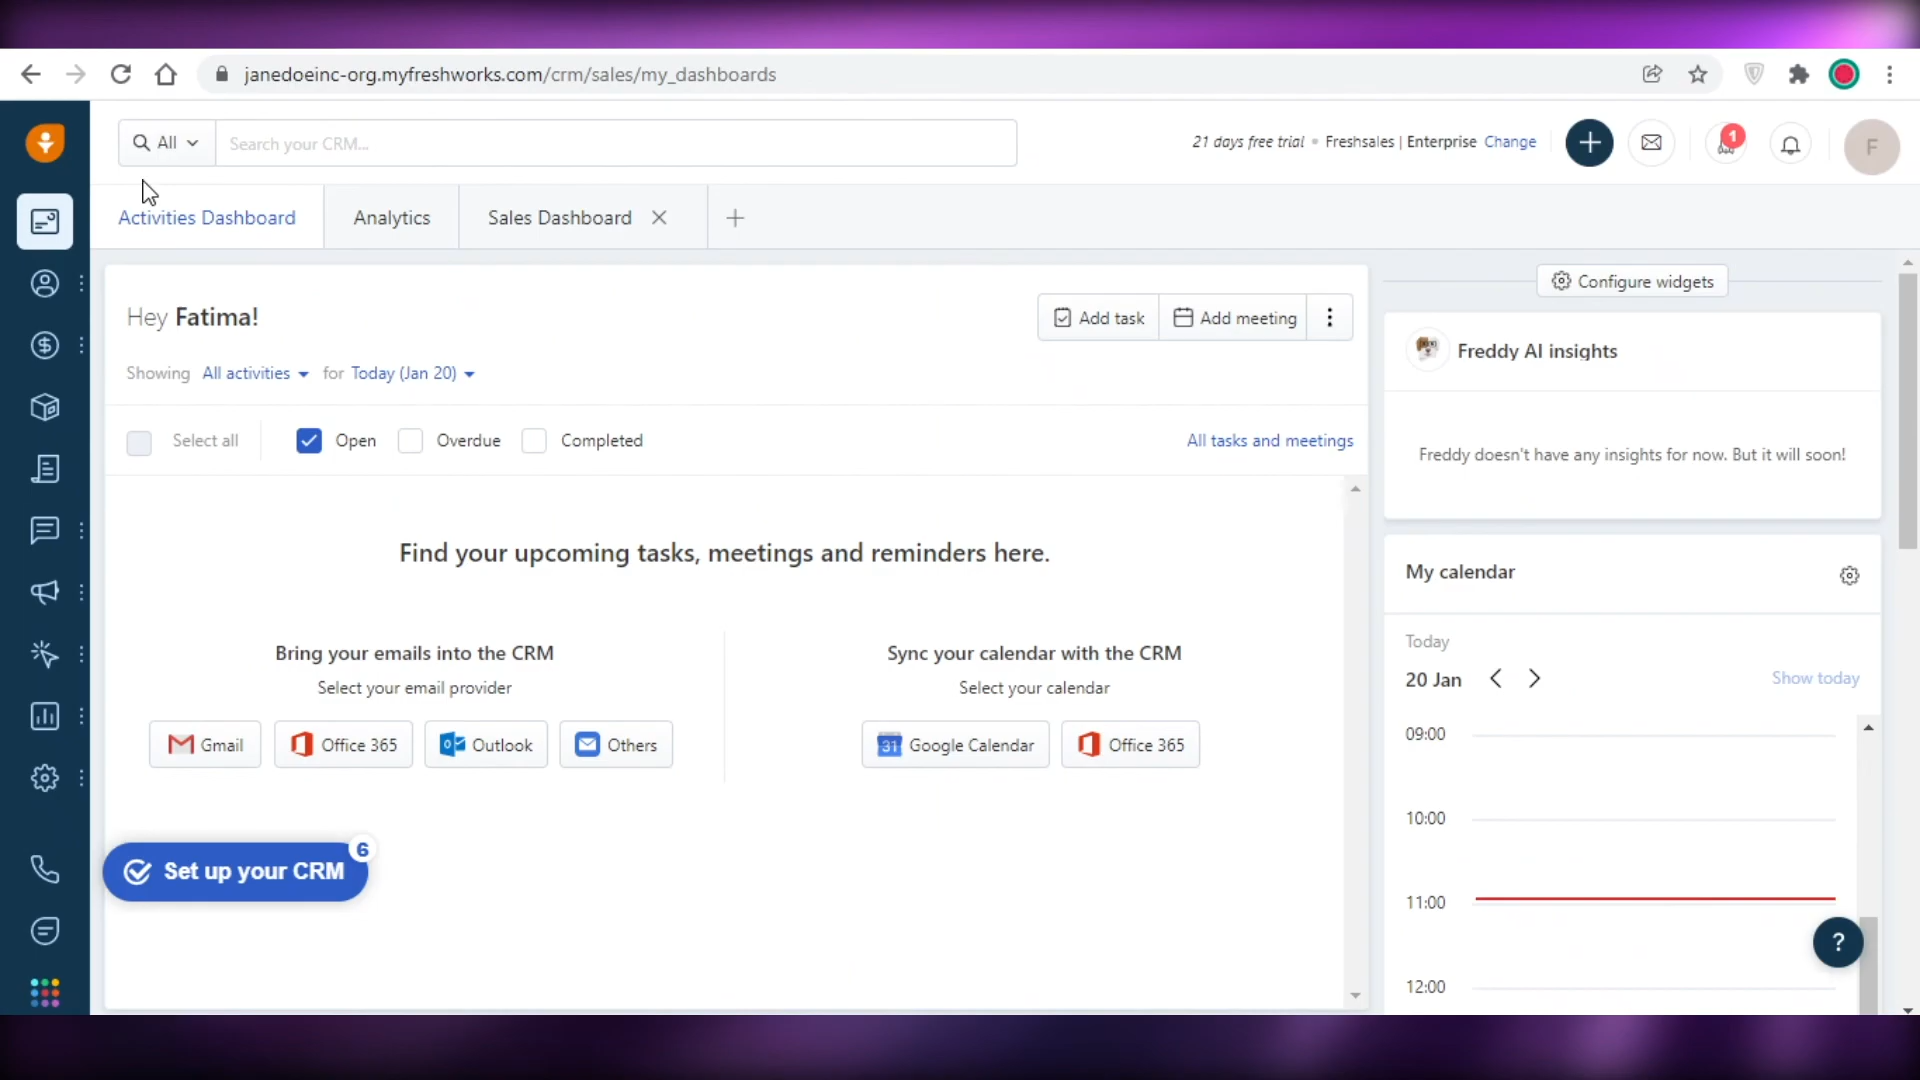 janedoeinc-org.myfreshworks.com/crm/sales/my_dashboards
All Search your CRM...
21 days free trial • Freshsales | Enterprise Change
1
F
Activities Dashboard
Analytics
Sales Dashboard
Hey Fatima!
Add task
Add meeting
Showing All activities for Today (Jan 20)
Select all
Open
Overdue
Completed
All tasks and meetings
Find your upcoming tasks, meetings and reminders here.
Bring your emails into the CRM
Select your email provider
Gmail
Office 365
Outlook
Others
Sync your calendar with the CRM
Select your calendar
31 Google Calendar
Office 365
Set up your CRM
6
Configure widgets
Freddy AI insights
Freddy doesn't have any insights for now. But it will soon!
My calendar
Today
20 Jan
Show today
09:00
10:00
11:00
12:00
?